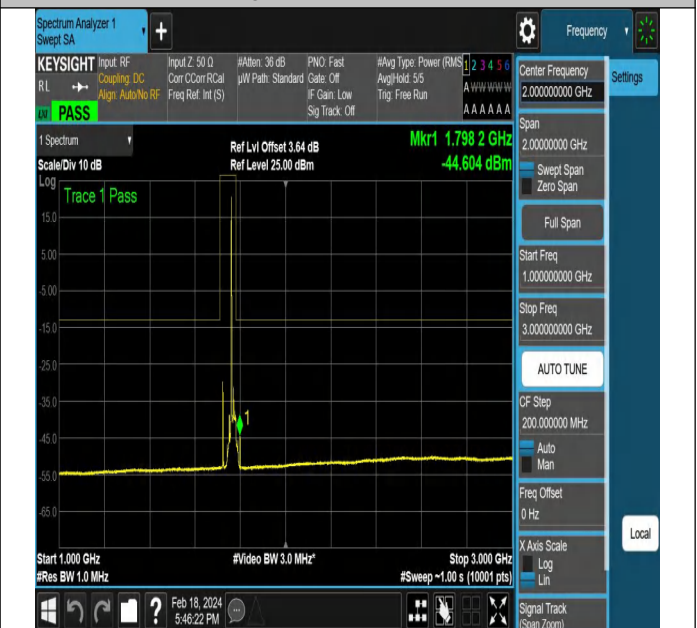 Spectrum Analyzer 1
Swept SA
+
Frequency
KEYSIGHT
RL
Input: RF
Coupling: DC
Align: Auto/No RF
Input Z: 50 Ω
Corr CCorr RCal
Freq Ref: Int (S)
#Atten: 36 dB
µW Path: Standard
PNO: Fast
Gate: Off
IF Gain: Low
Sig Track: Off
#Avg Type: Power (RMS
Avg|Hold: 5/5
Trig: Free Run
1 2 3 4 5 6
A W W W W W
A A A A A A
PASS
1 Spectrum
Scale/Div 10 dB
Ref Lvl Offset 3.64 dB
Ref Level 25.00 dBm
Mkr1 1.798 2 GHz
-44.604 dBm
Log
Trace 1 Pass
15.0
5.00
-5.00
-15.0
-25.0
-35.0
-45.0
-55.0
-65.0
1
Start 1.000 GHz
#Res BW 1.0 MHz
#Video BW 3.0 MHz*
Stop 3.000 GHz
#Sweep ~1.00 s (10001 pts)
Feb 18, 2024
5:46:22 PM
?
Center Frequency
2.000000000 GHz
Settings
Span
2.00000000 GHz
Swept Span
Zero Span
Full Span
Start Freq
1.000000000 GHz
Stop Freq
3.000000000 GHz
AUTO TUNE
CF Step
200.000000 MHz
Auto
Man
Freq Offset
0 Hz
X Axis Scale
Log
Lin
Local
Signal Track
(Span Zoom)